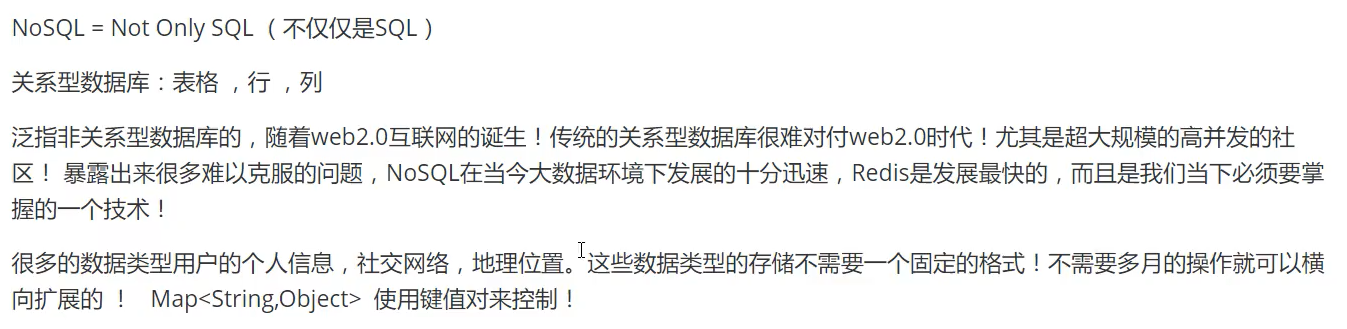 NoSQL = Not Only SQL （不仅仅是SQL ）
关系型数据库：表格 ，行 ，列
泛指非关系型数据库的，随着web2.0互联网的诞生！传统的关系型数据库很难对付web2.0时代！尤其是超大规模的高并发的社
区！ 暴露出来很多难以克服的问题，NoSQL在当今大数据环境下发展的十分迅速，Redis是发展最快的，而且是我们当下必须要掌
握的一个技术！
很多的数据类型用户的个人信息，社交网络，地理位置。这些数据类型的存储不需要一个固定的格式！不需要多月的操作就可以横
向扩展的 ！ Map<String,Object> 使用键值对来控制！